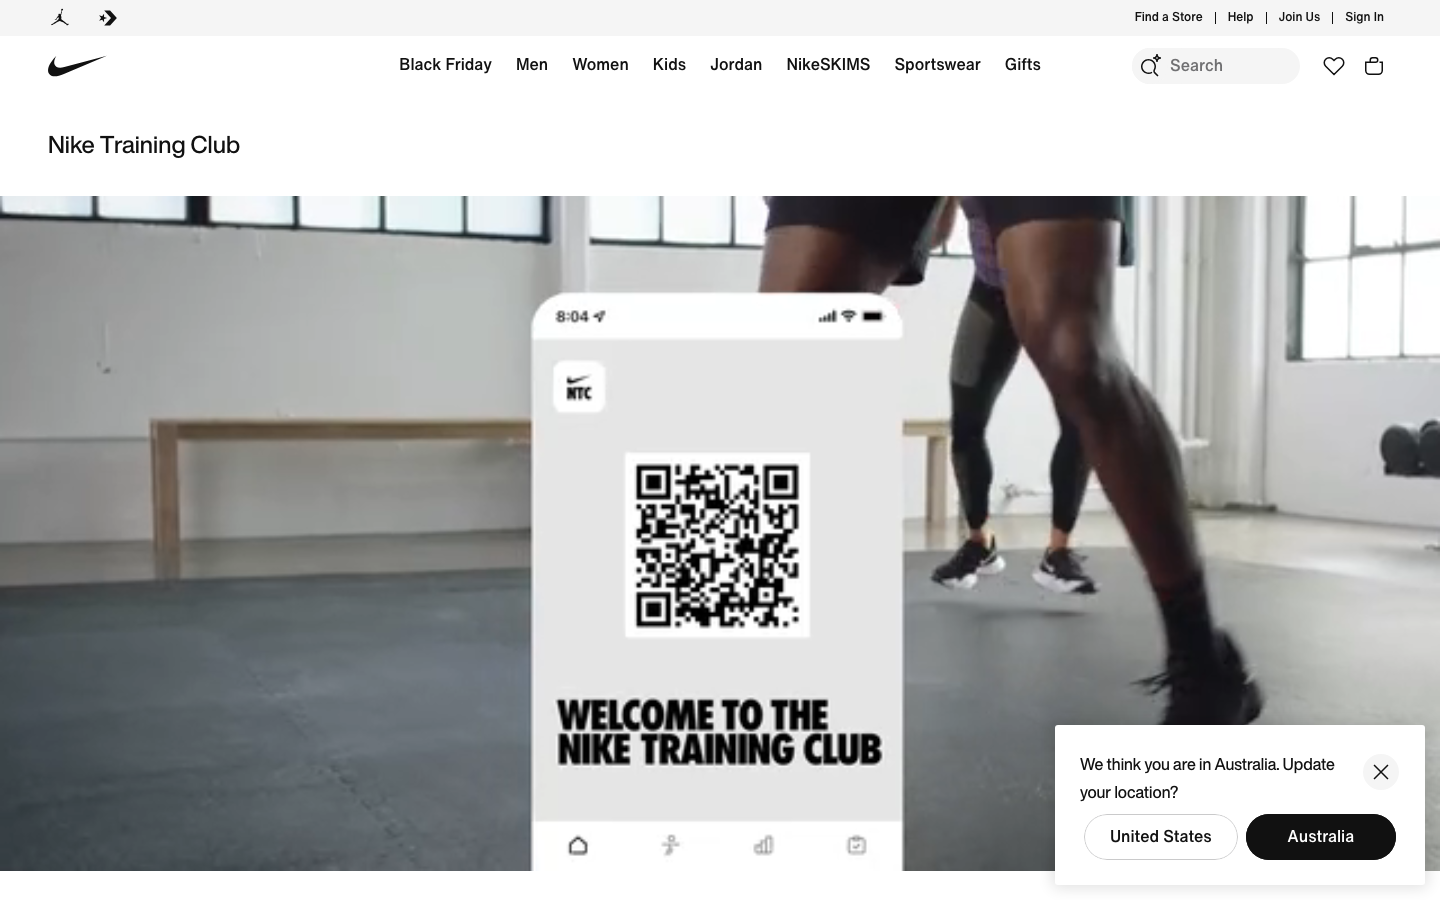 Find a Store
Help
Join Us
Sign In
Black Friday
Men
Women
Kids
Jordan
NikeSKIMS
Sportswear
Gifts
Search
Nike Training Club
8:04
NTC
WELCOME TO THE
NIKE TRAINING CLUB
We think you are in Australia. Update
your location?
United States
Australia